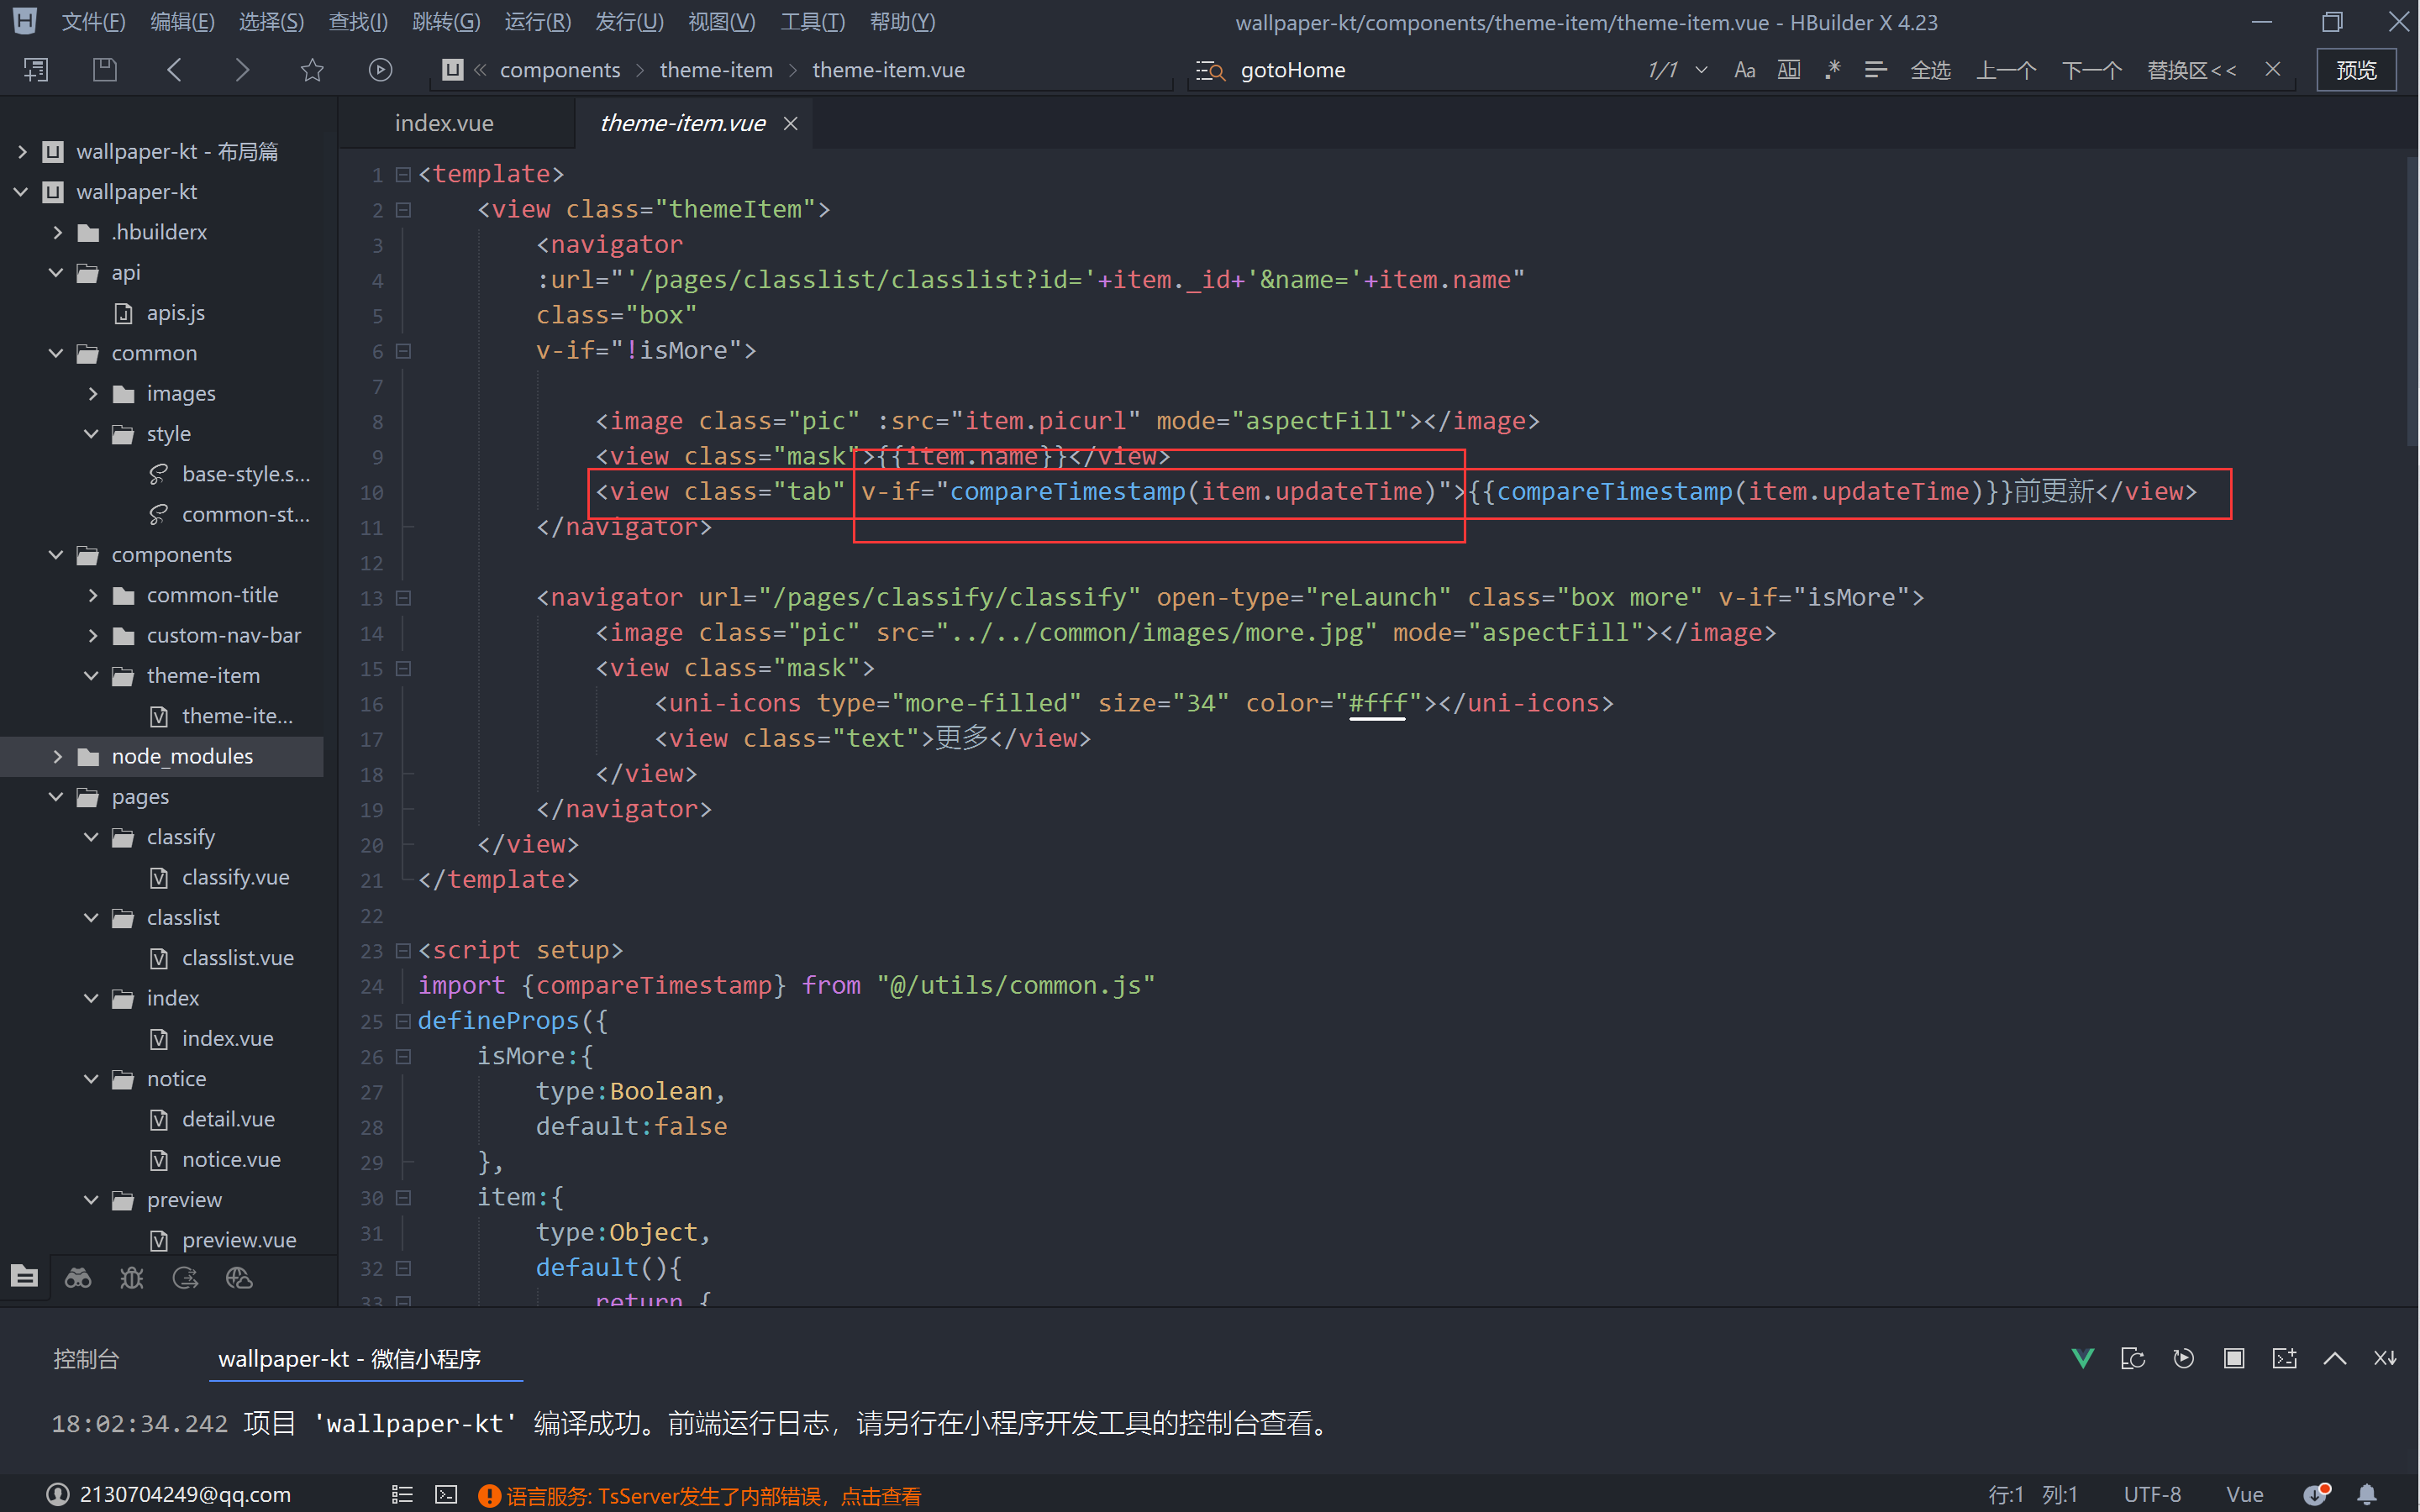 文件(F) 编辑(E) 选择(S) 查找(I) 跳转(G) 运行(R) 发行(U) 视图(V) 工具(T) 帮助(Y) wallpaper-kt/components/theme-item/theme-item.vue - HBuilder X 4.23
components theme-item theme-item.vue gotoHome 1/1 Aa Ab .* 全选 上一个 下一个 替换区<< 预览
index.vue theme-item.vue
wallpaper-kt - 布局篇
wallpaper-kt
.hbuilderx
api
apis.js
common
images
style
base-style.s...
common-st...
components
common-title
custom-nav-bar
theme-item
theme-ite...
node_modules
pages
classify
classify.vue
classlist
classlist.vue
index
index.vue
notice
detail.vue
notice.vue
preview
preview.vue
1 <template>
2 <view class="themeItem">
3 <navigator
4 :url="'/pages/classlist/classlist?id='+item._id+'&name='+item.name"
5 class="box"
6 v-if="!isMore">
7
8 <image class="pic" :src="item.picurl" mode="aspectFill"></image>
9 <view class="mask">{{item.name}}</view>
10 <view class="tab" v-if="compareTimestamp(item.updateTime)">{{compareTimestamp(item.updateTime)}}前更新</view>
11 </navigator>
12
13 <navigator url="/pages/classify/classify" open-type="reLaunch" class="box more" v-if="isMore">
14 <image class="pic" src="../../common/images/more.jpg" mode="aspectFill"></image>
15 <view class="mask">
16 <uni-icons type="more-filled" size="34" color="#fff"></uni-icons>
17 <view class="text">更多</view>
18 </view>
19 </navigator>
20 </view>
21 </template>
22
23 <script setup>
24 import {compareTimestamp} from "@/utils/common.js"
25 defineProps({
26 isMore:{
27 type:Boolean,
28 default:false
29 },
30 item:{
31 type:Object,
32 default(){
33 return {
控制台 wallpaper-kt - 微信小程序
18:02:34.242 项目 'wallpaper-kt' 编译成功。前端运行日志，请另行在小程序开发工具的控制台查看。
2130704249@qq.com 语言服务: TsServer发生了内部错误，点击查看 行:1 列:1 UTF-8 Vue